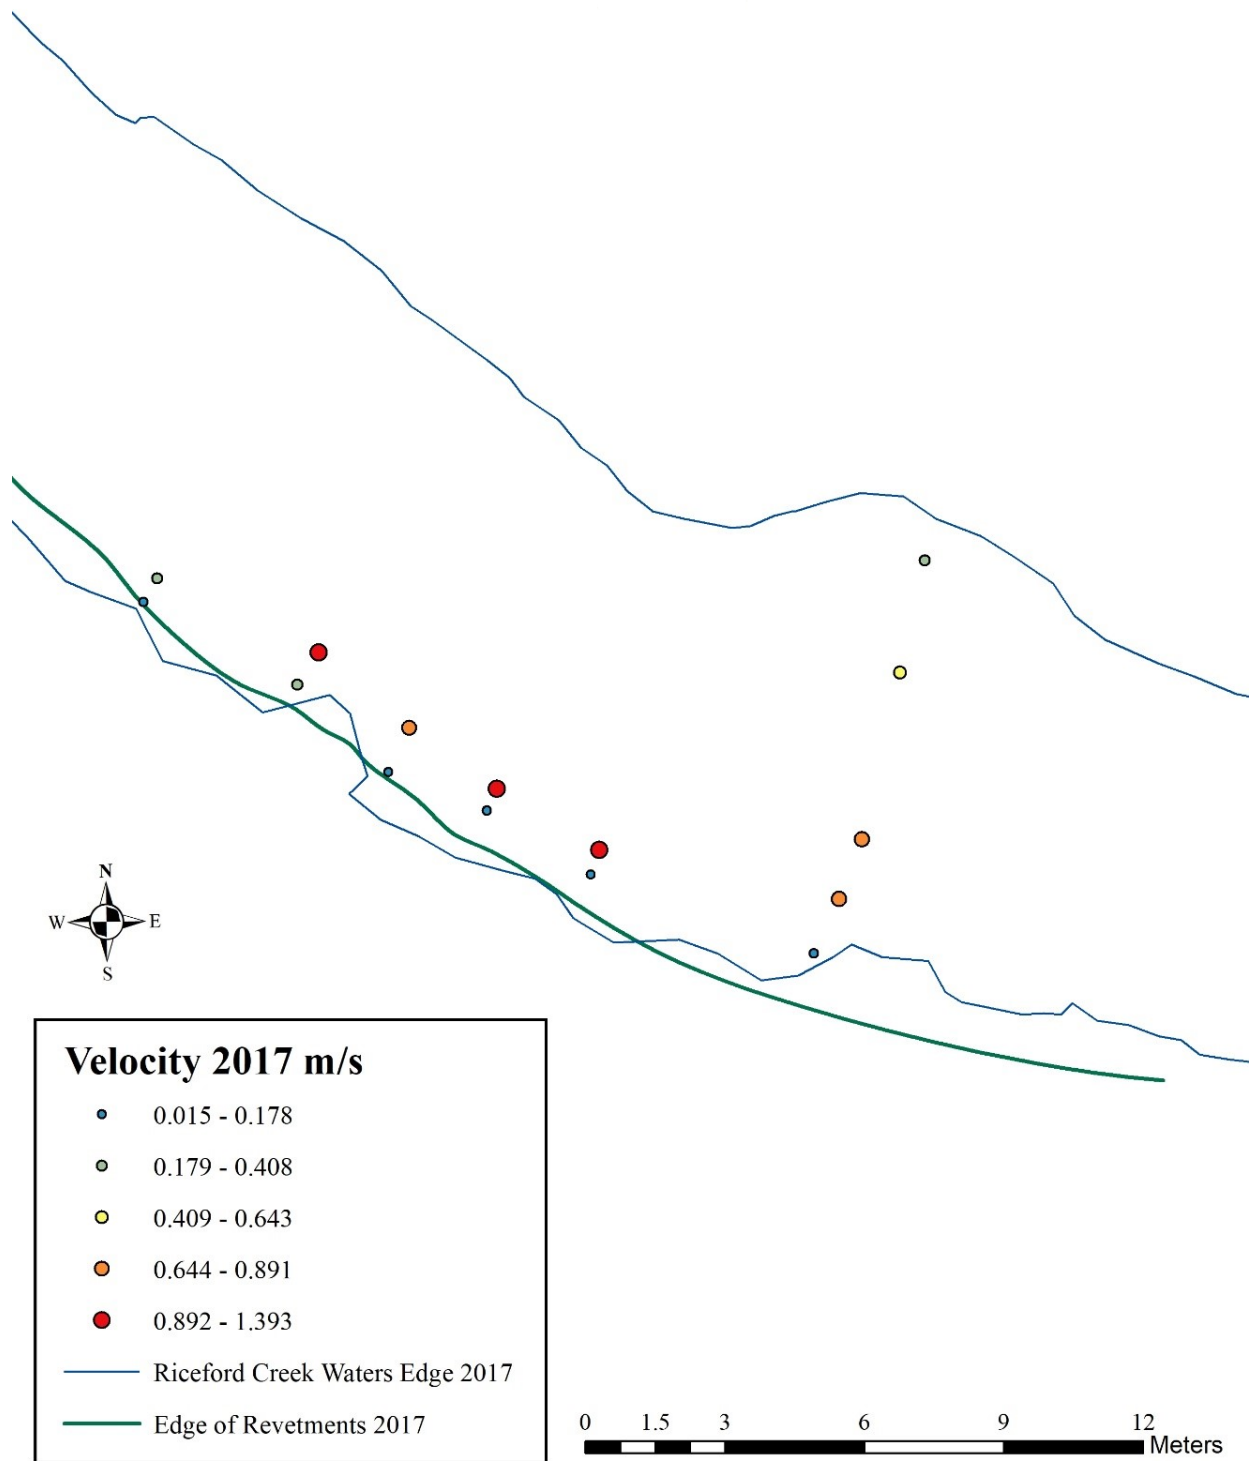 N
W E
S
Velocity 2017 m/s
0.015 - 0.178
0.179 - 0.408
0.409 - 0.643
0.644 - 0.891
0.892 - 1.393
Riceford Creek Waters Edge 2017
Edge of Revetments 2017
0 1.5 3 6 9 12
Meters